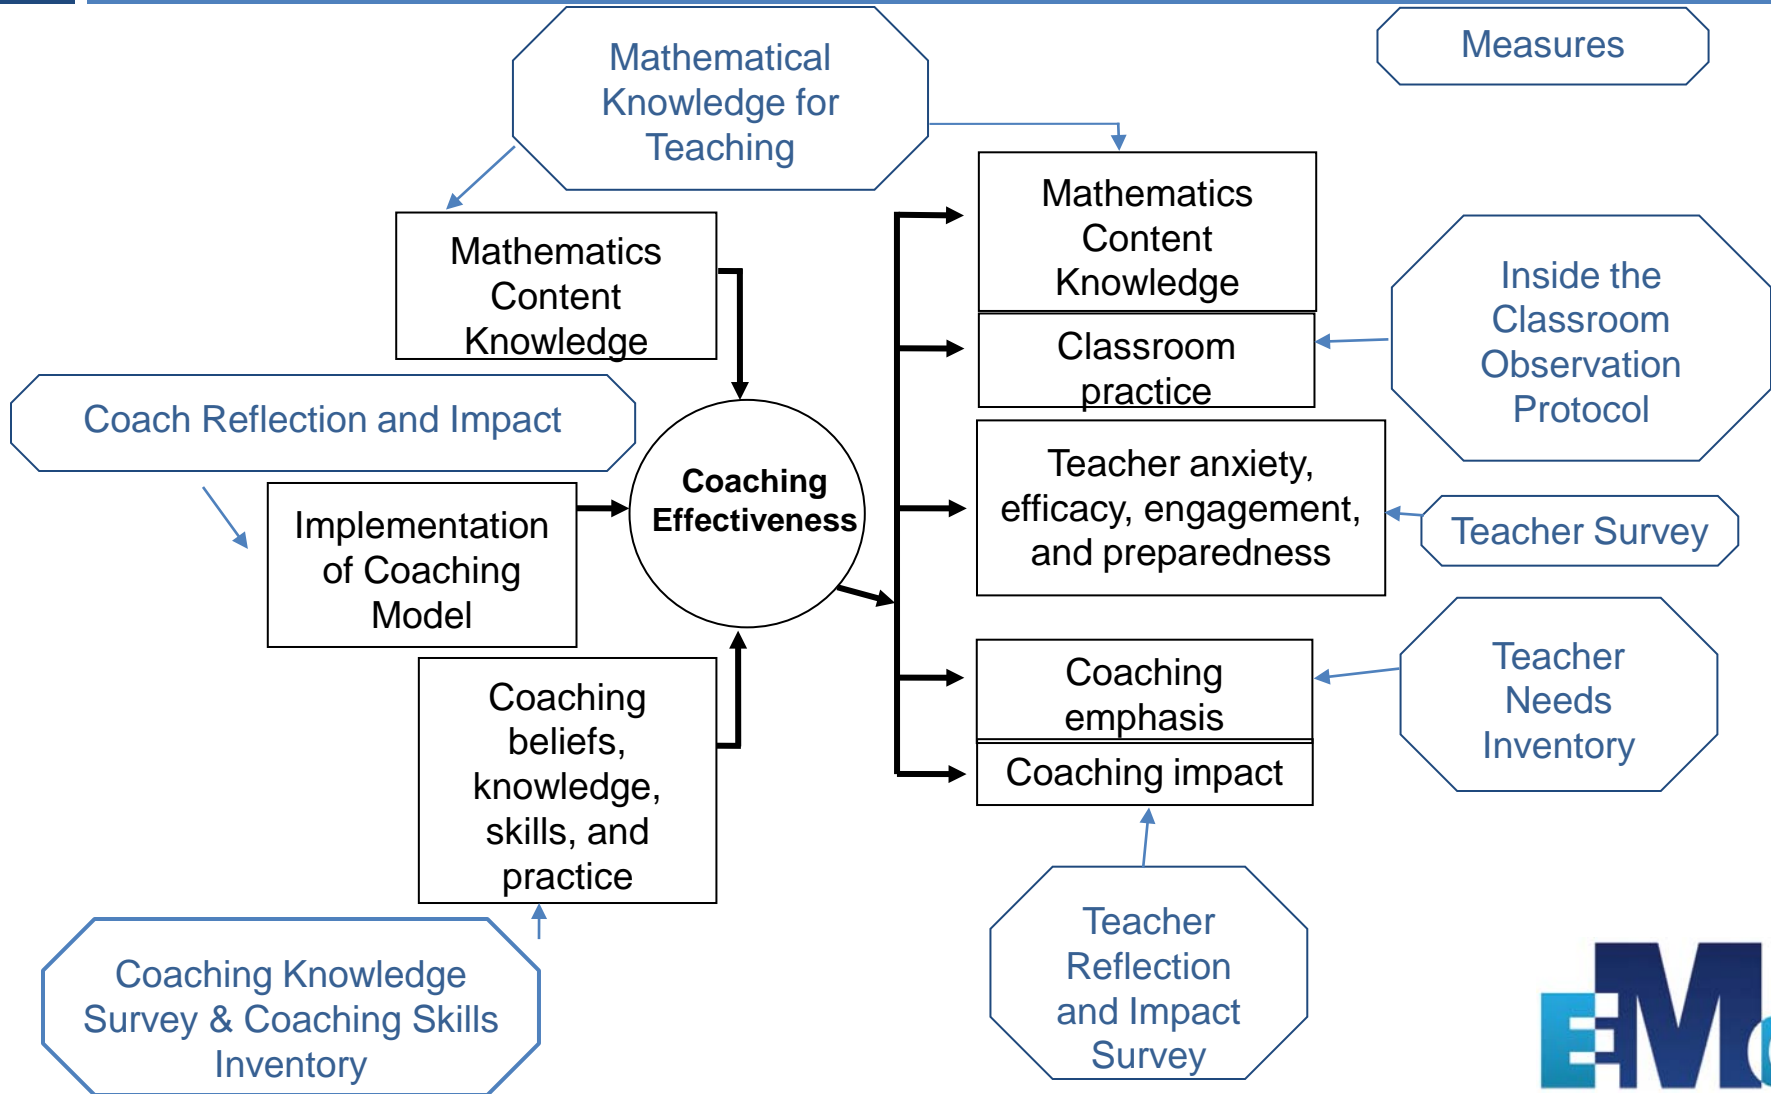 Measures
Mathematical
Knowledge for
Teaching
Mathematics
Content
Knowledge
Coach Reflection and Impact
Implementation
of Coaching
Model
Coaching
beliefs,
knowledge,
skills, and
practice
Coaching Knowledge
Survey & Coaching Skills
Inventory
Coaching
Effectiveness
Mathematics
Content
Knowledge
Classroom
practice
Teacher anxiety,
efficacy, engagement,
and preparedness
Coaching
emphasis
Coaching impact
Inside the
Classroom
Observation
Protocol
Teacher Survey
Teacher
Needs
Inventory
Teacher
Reflection
and Impact
Survey